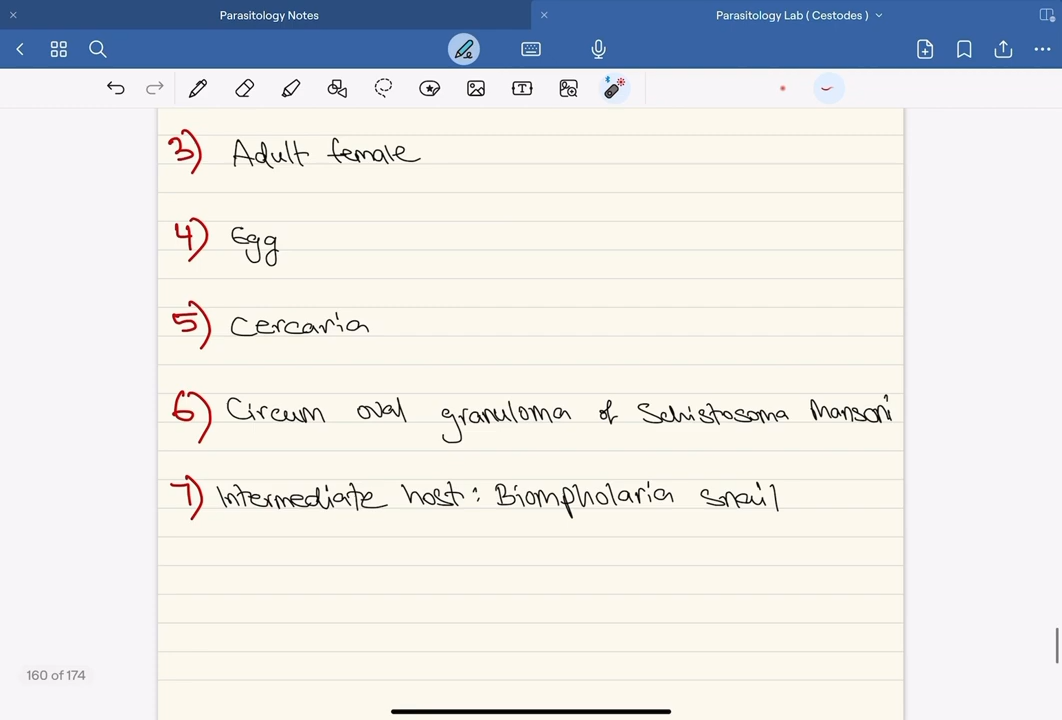 Parasitology Notes
Parasitology Lab ( Cestodes )
3) Adult female
4) Egg
5) Cercaria
6) Circum oval granuloma of Schistosoma Mansoni
7) Intermediate host: Biompholaria snail
160 of 174